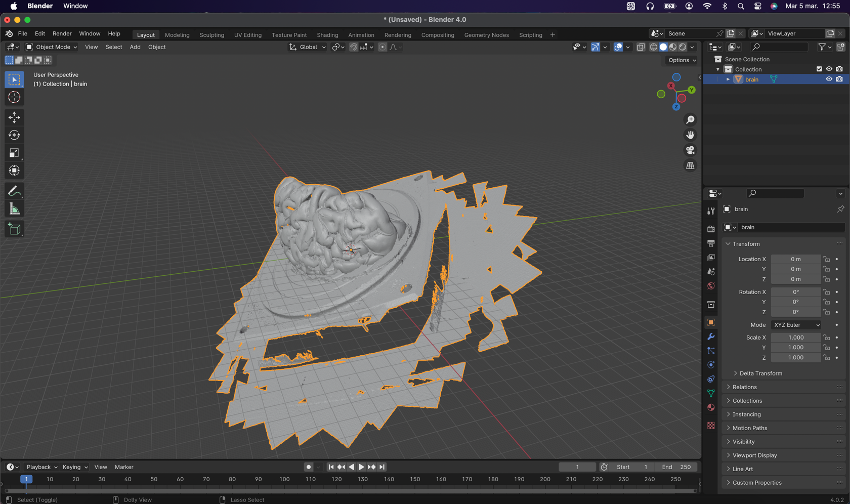 Blender Window Mar 5 mar. 12:55
* (Unsaved) - Blender 4.0
File Edit Render Window Help Layout Modeling Sculpting UV Editing Texture Paint Shading Animation Rendering Compositing Geometry Nodes Scripting + Scene ViewLayer
Object Mode View Select Add Object Global
Options
User Perspective
(1) Collection | brain
Scene Collection
Collection
brain
brain
brain
Transform
Location X 0 m
Y 0 m
Z 0 m
Rotation X 0°
Y 0°
Z 0°
Mode XYZ Euler
Scale X 1.000
Y 1.000
Z 1.000
Delta Transform
Relations
Collections
Instancing
Motion Paths
Visibility
Viewport Display
Line Art
Custom Properties
Playback Keying View Marker 1 Start 1 End 250
1 10 20 30 40 50 60 70 80 90 100 110 120 130 140 150 160 170 180 190 200 210 220 230 240 250
Select (Toggle) Dolly View Lasso Select 4.0.2